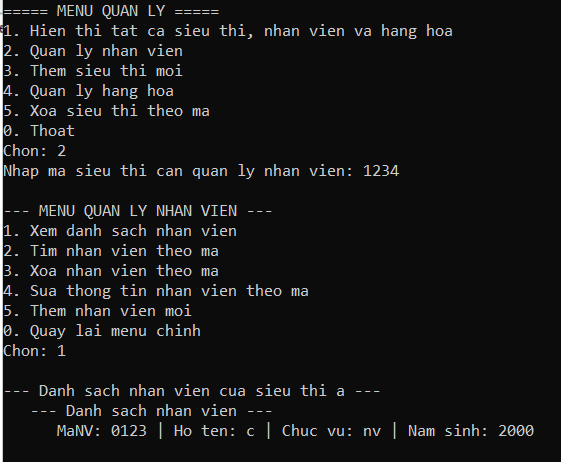 ===== MENU QUAN LY =====
1. Hien thi tat ca sieu thi, nhan vien va hang hoa
2. Quan ly nhan vien
3. Them sieu thi moi
4. Quan ly hang hoa
5. Xoa sieu thi theo ma
0. Thoat
Chon: 2
Nhap ma sieu thi can quan ly nhan vien: 1234

--- MENU QUAN LY NHAN VIEN ---
1. Xem danh sach nhan vien
2. Tim nhan vien theo ma
3. Xoa nhan vien theo ma
4. Sua thong tin nhan vien theo ma
5. Them nhan vien moi
0. Quay lai menu chinh
Chon: 1

--- Danh sach nhan vien cua sieu thi a ---
   --- Danh sach nhan vien ---
      MaNV: 0123 | Ho ten: c | Chuc vu: nv | Nam sinh: 2000